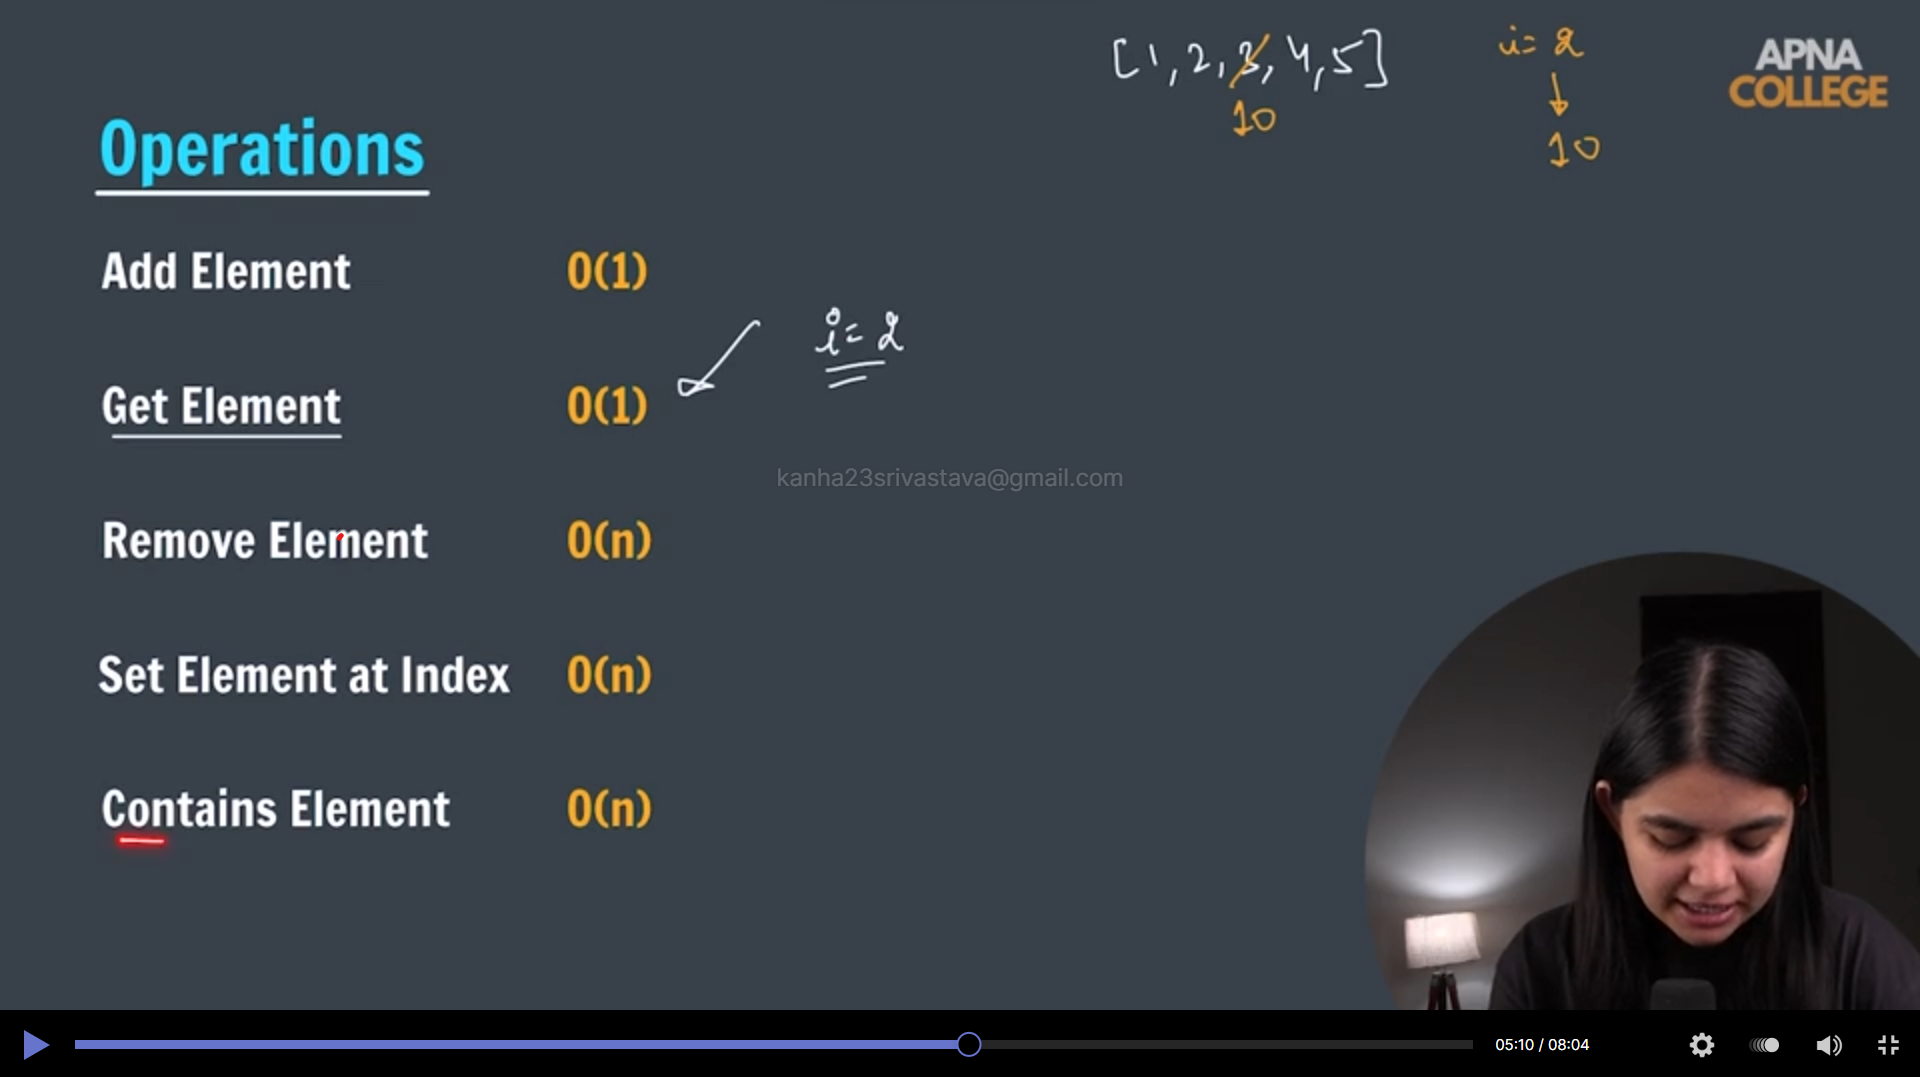 [1, 2, 3, 4, 5]
10
i = 2
10
APNA
COLLEGE
Operations
Add Element O(1)
i = 2
Get Element O(1)
kanha23srivastava@gmail.com
Remove Element O(n)
Set Element at Index O(n)
Contains Element O(n)
05:10 / 08:04